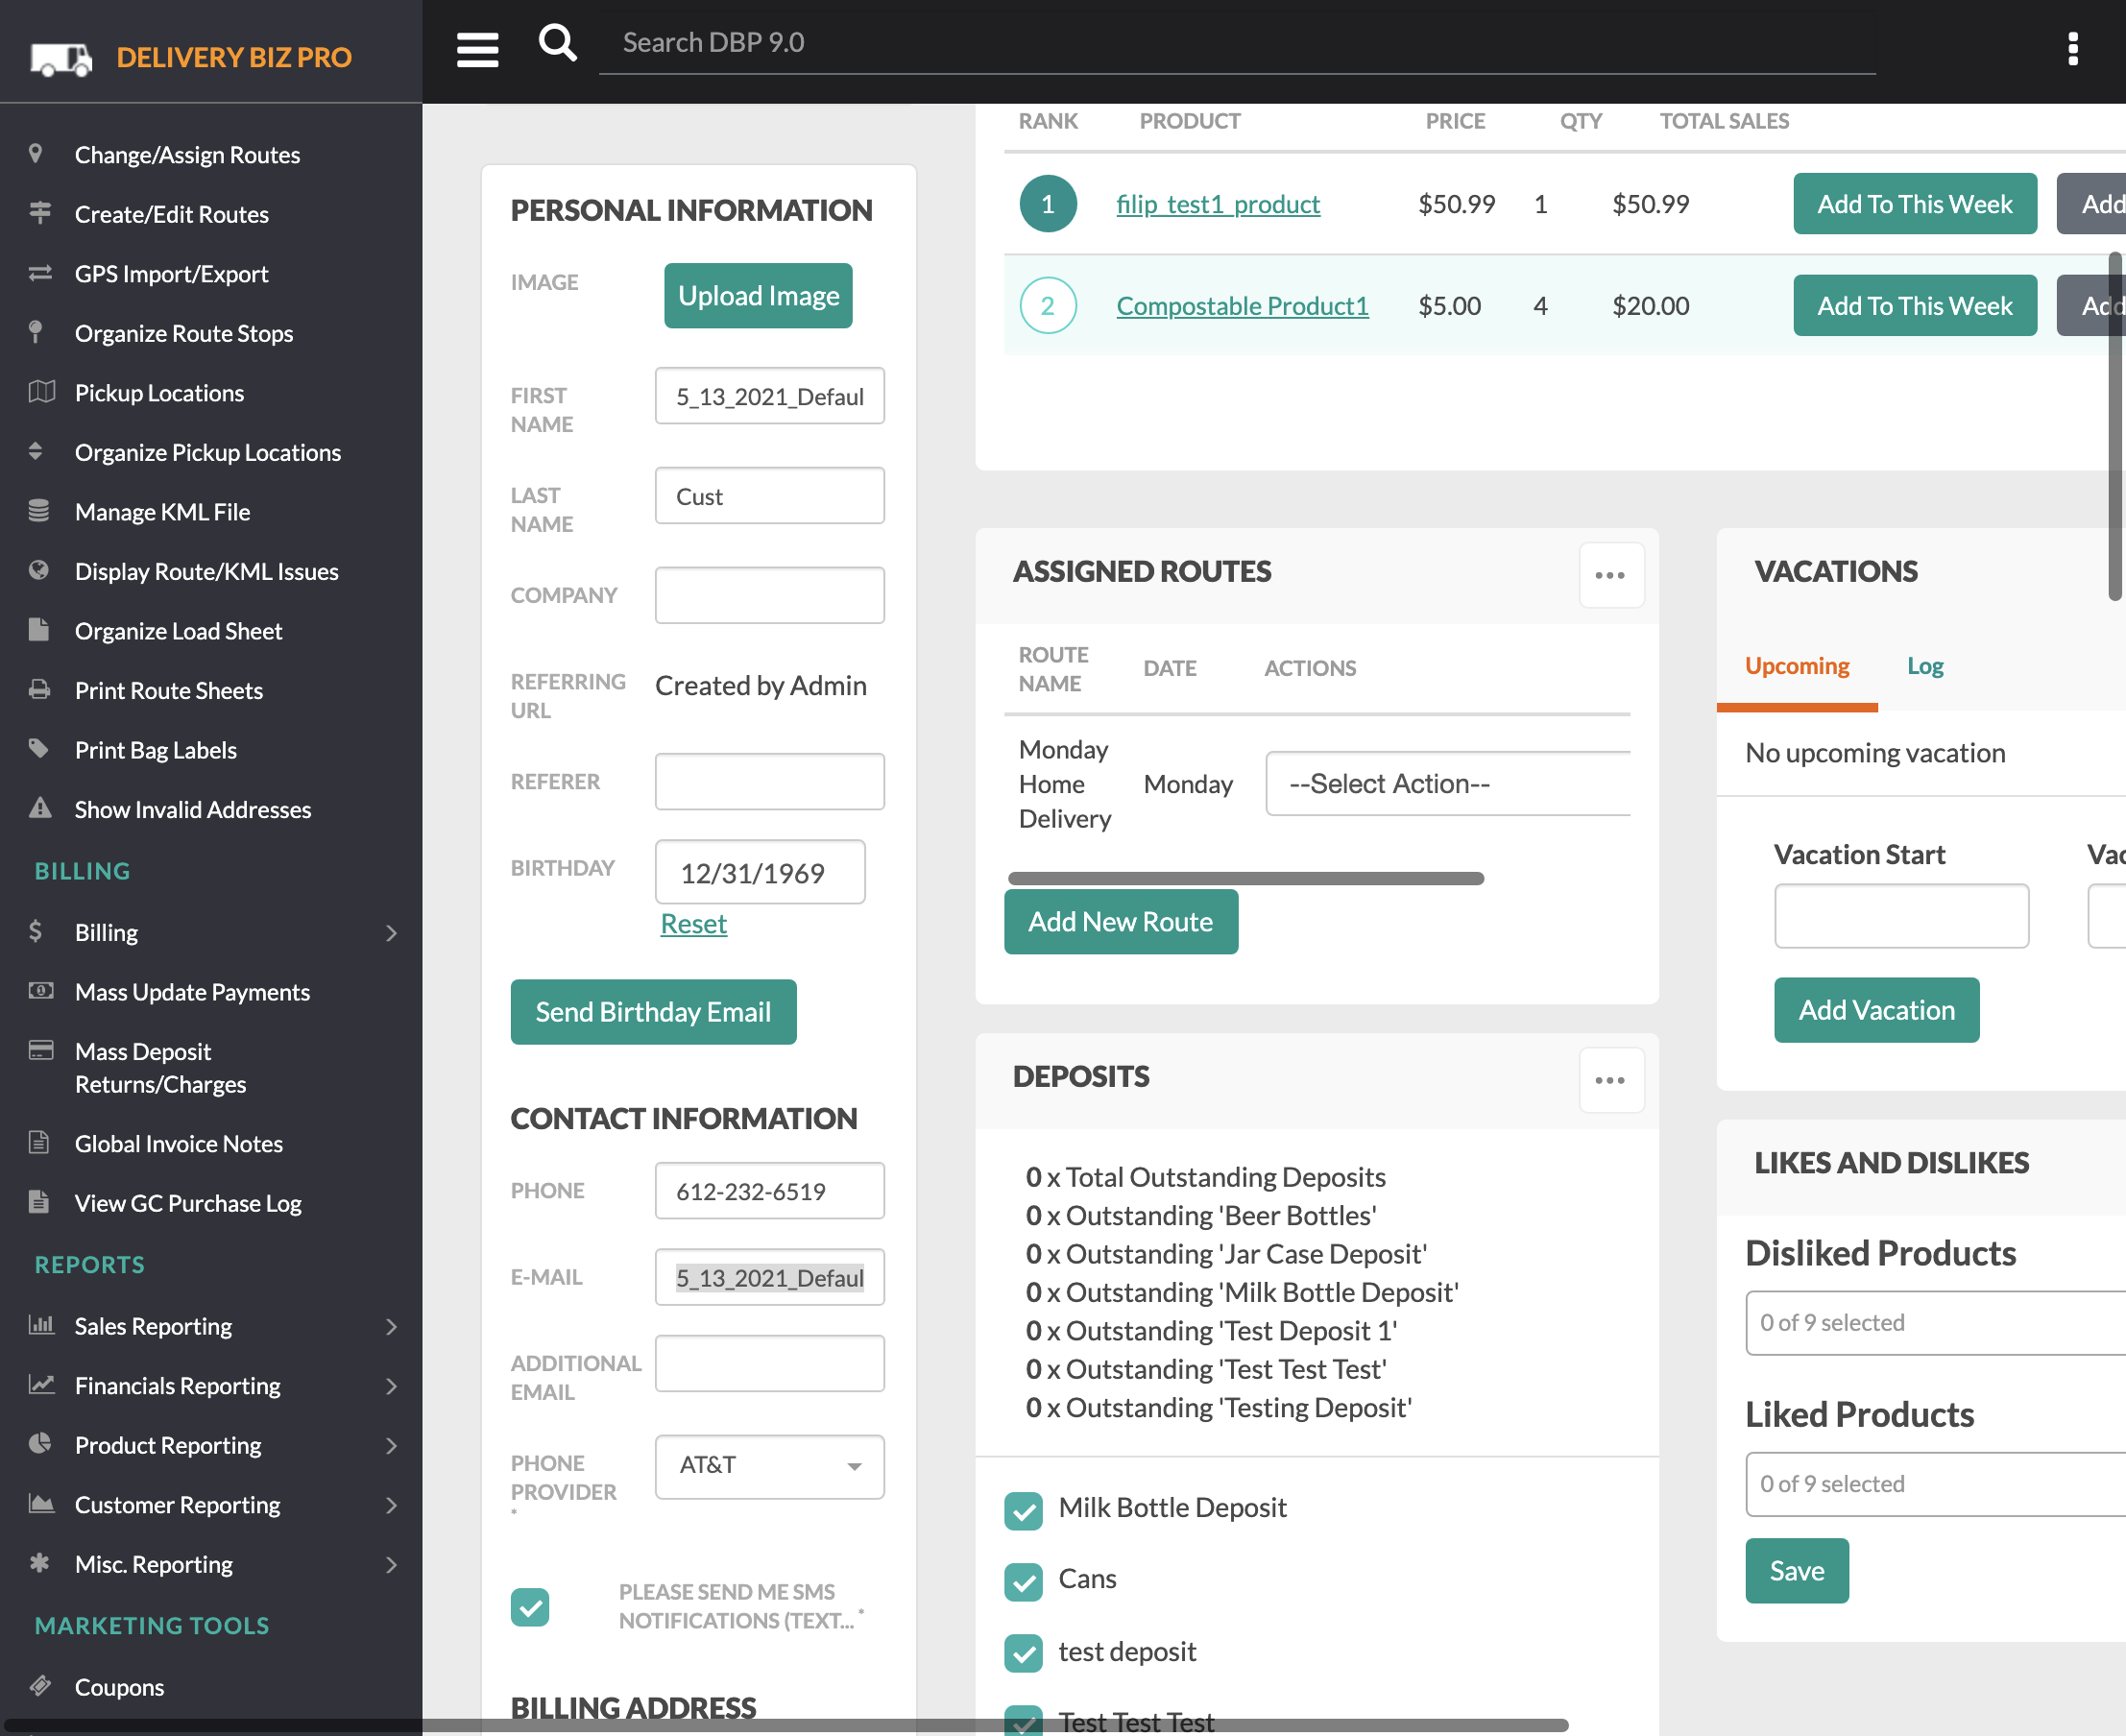 DELIVERY BIZ PRO
Search DBP 9.0
Change/Assign Routes
Create/Edit Routes
GPS Import/Export
Organize Route Stops
Pickup Locations
Organize Pickup Locations
Manage KML File
Display Route/KML Issues
Organize Load Sheet
Print Route Sheets
Print Bag Labels
Show Invalid Addresses
BILLING
Billing
Mass Update Payments
Mass Deposit
Returns/Charges
Global Invoice Notes
View GC Purchase Log
REPORTS
Sales Reporting
Financials Reporting
Product Reporting
Customer Reporting
Misc. Reporting
MARKETING TOOLS
Coupons
PERSONAL INFORMATION
IMAGE
Upload Image
FIRST
NAME
5_13_2021_Defaul
LAST
NAME
Cust
COMPANY
REFERRING
URL
Created by Admin
REFERER
BIRTHDAY
12/31/1969
Reset
Send Birthday Email
CONTACT INFORMATION
PHONE
612-232-6519
E-MAIL
5_13_2021_Defaul
ADDITIONAL
EMAIL
PHONE
PROVIDER
*
AT&T
PLEASE SEND ME SMS
NOTIFICATIONS (TEXT... *
BILLING ADDRESS
RANK PRODUCT PRICE QTY TOTAL SALES
1 filip_test1_product $50.99 1 $50.99 Add To This Week Add
2 Compostable Product1 $5.00 4 $20.00 Add To This Week Add
ASSIGNED ROUTES
...
ROUTE
NAME
DATE
ACTIONS
Monday
Home
Delivery
Monday
--Select Action--
Add New Route
DEPOSITS
...
0 x Total Outstanding Deposits
0 x Outstanding 'Beer Bottles'
0 x Outstanding 'Jar Case Deposit'
0 x Outstanding 'Milk Bottle Deposit'
0 x Outstanding 'Test Deposit 1'
0 x Outstanding 'Test Test Test'
0 x Outstanding 'Testing Deposit'
Milk Bottle Deposit
Cans
test deposit
Test Test Test
VACATIONS
Upcoming Log
No upcoming vacation
Vacation Start Vac
Add Vacation
LIKES AND DISLIKES
Disliked Products
0 of 9 selected
Liked Products
0 of 9 selected
Save